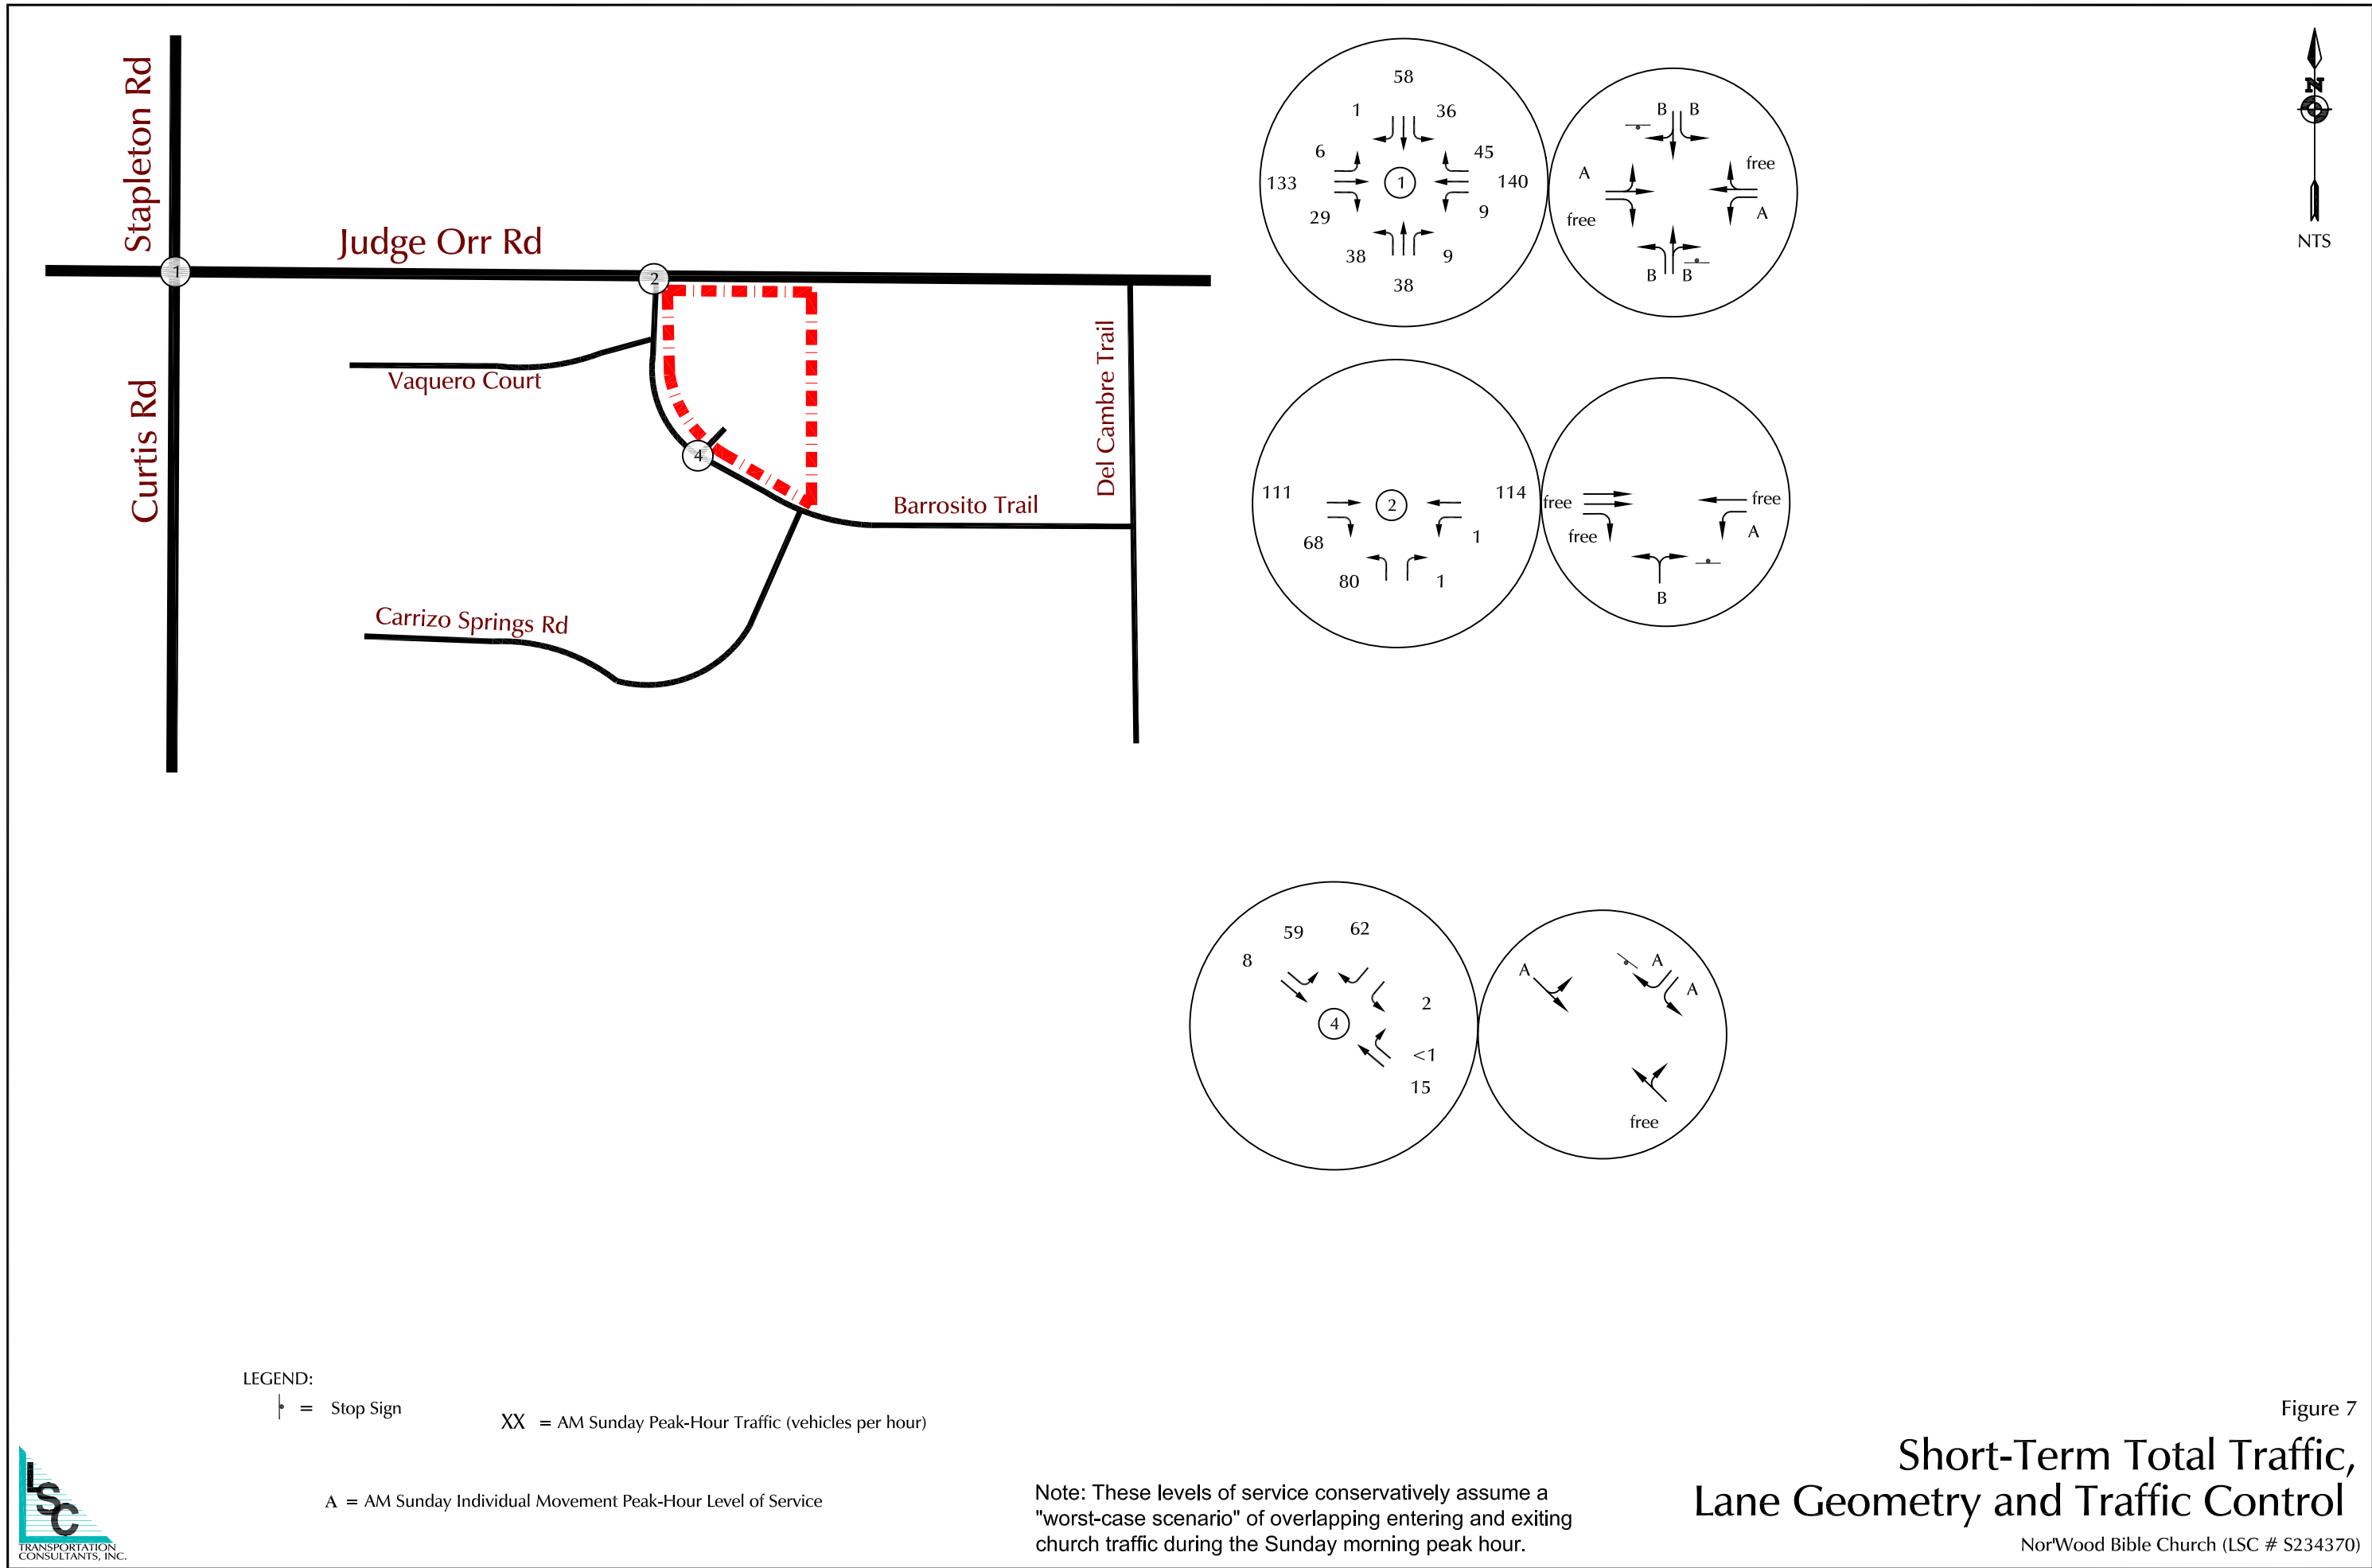 Stapleton Rd
Judge Orr Rd
1
2
Vaquero Court
Curtis Rd
4
Del Cambre Trail
Barrosito Trail
Carrizo Springs Rd
58
1
36
6
45
133
1
140
29
9
38
9
38
B B
A
free
free
A
B B
N
NTS
111
2
114
68
1
80
1
free
free
free
A
B
59
62
8
2
4
<1
15
A
A
A
free
LEGEND:
= Stop Sign
XX = AM Sunday Peak-Hour Traffic (vehicles per hour)
A = AM Sunday Individual Movement Peak-Hour Level of Service
LSC
TRANSPORTATION
CONSULTANTS, INC.
Note: These levels of service conservatively assume a
"worst-case scenario" of overlapping entering and exiting
church traffic during the Sunday morning peak hour.
Figure 7
Short-Term Total Traffic,
Lane Geometry and Traffic Control
Nor'Wood Bible Church (LSC # S234370)